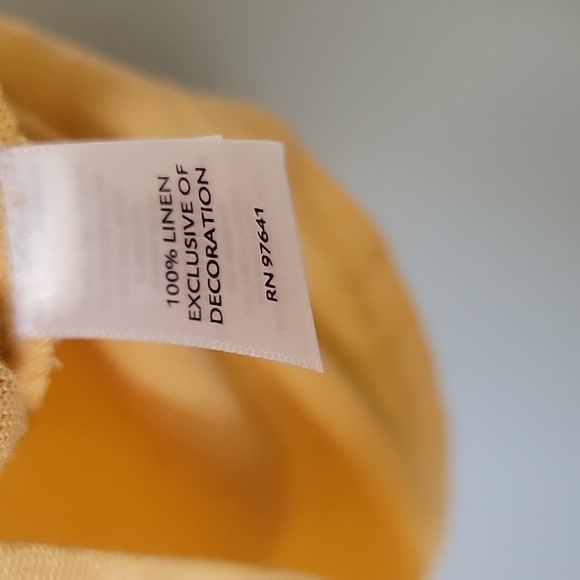 100% LINEN
EXCLUSIVE OF
DECORATION
RN 97641